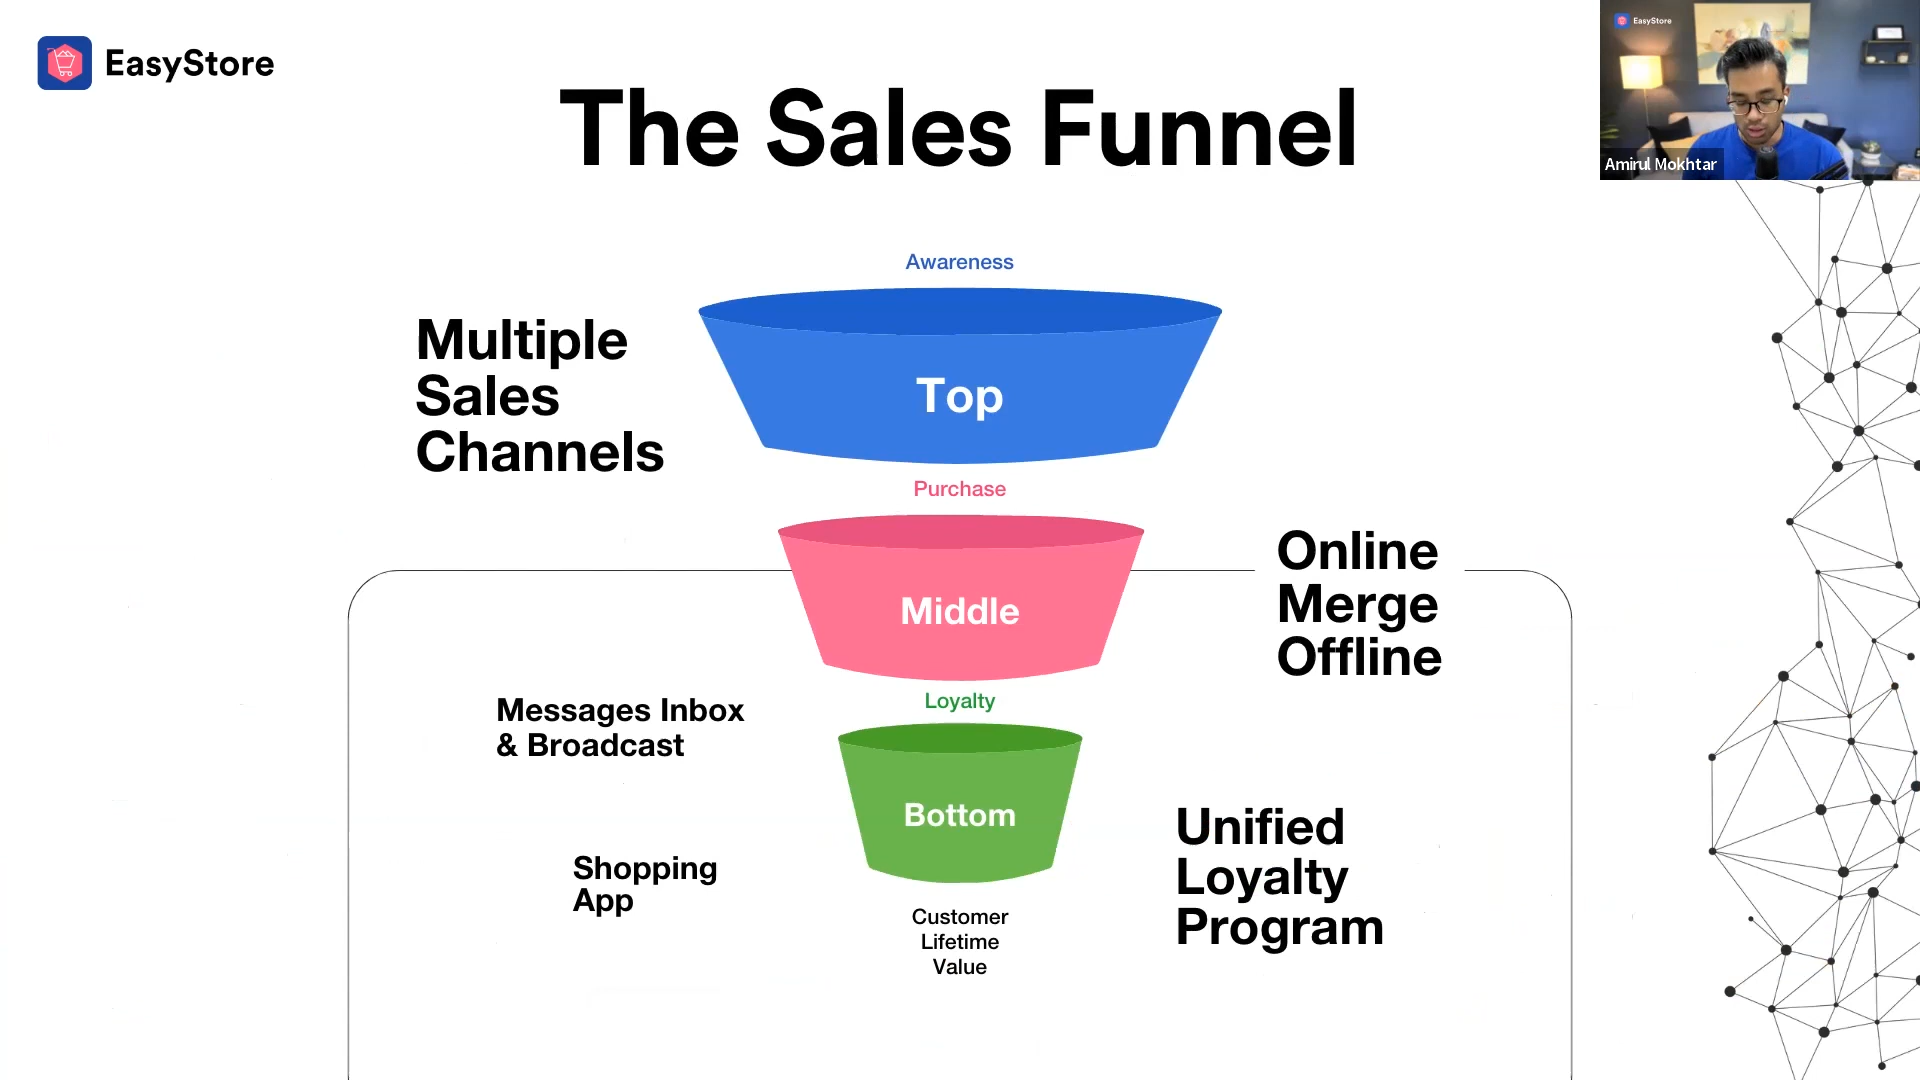 EasyStore
The Sales Funnel
EasyStore
Amirul Mokhtar
Awareness
Multiple
Sales
Channels
Top
Purchase
Middle
Online
Merge
Offline
Loyalty
Messages Inbox
& Broadcast
Bottom
Shopping
App
Unified
Loyalty
Program
Customer
Lifetime
Value